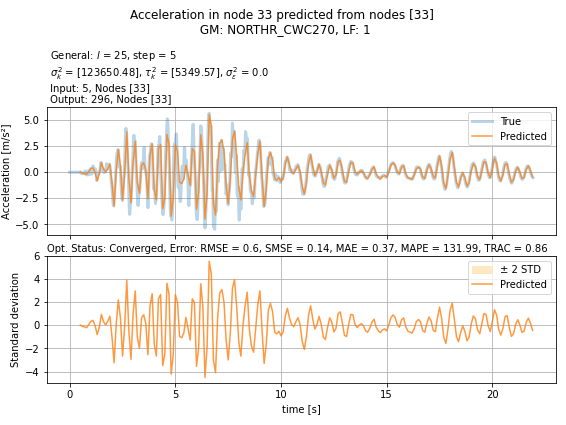 Acceleration in node 33 predicted from nodes [33]
GM: NORTHR_CWC270, LF: 1
General: l = 25, step = 5
σ²ₖ = [123650.48], τ²ₖ = [5349.57], σ²ε = 0.0
Input: 5, Nodes [33]
Output: 296, Nodes [33]
Acceleration [m/s²]
5.0
2.5
0.0
−2.5
−5.0
True
Predicted
Opt. Status: Converged, Error: RMSE = 0.6, SMSE = 0.14, MAE = 0.37, MAPE = 131.99, TRAC = 0.86
Standard deviation
6
4
2
0
−2
−4
± 2 STD
Predicted
0
5
10
15
20
time [s]